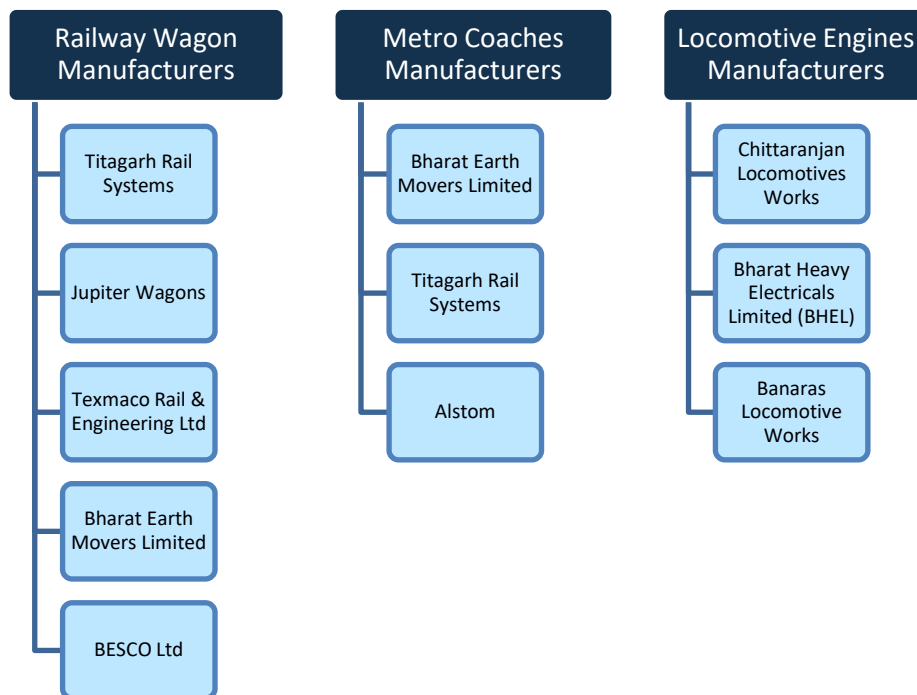 Railway Wagon
Manufacturers
Titagarh Rail
Systems
Jupiter Wagons
Texmaco Rail &
Engineering Ltd
Bharat Earth
Movers Limited
BESCO Ltd
Metro Coaches
Manufacturers
Bharat Earth
Movers Limited
Titagarh Rail
Systems
Alstom
Locomotive Engines
Manufacturers
Chittaranjan
Locomotives
Works
Bharat Heavy
Electricals
Limited (BHEL)
Banaras
Locomotive
Works